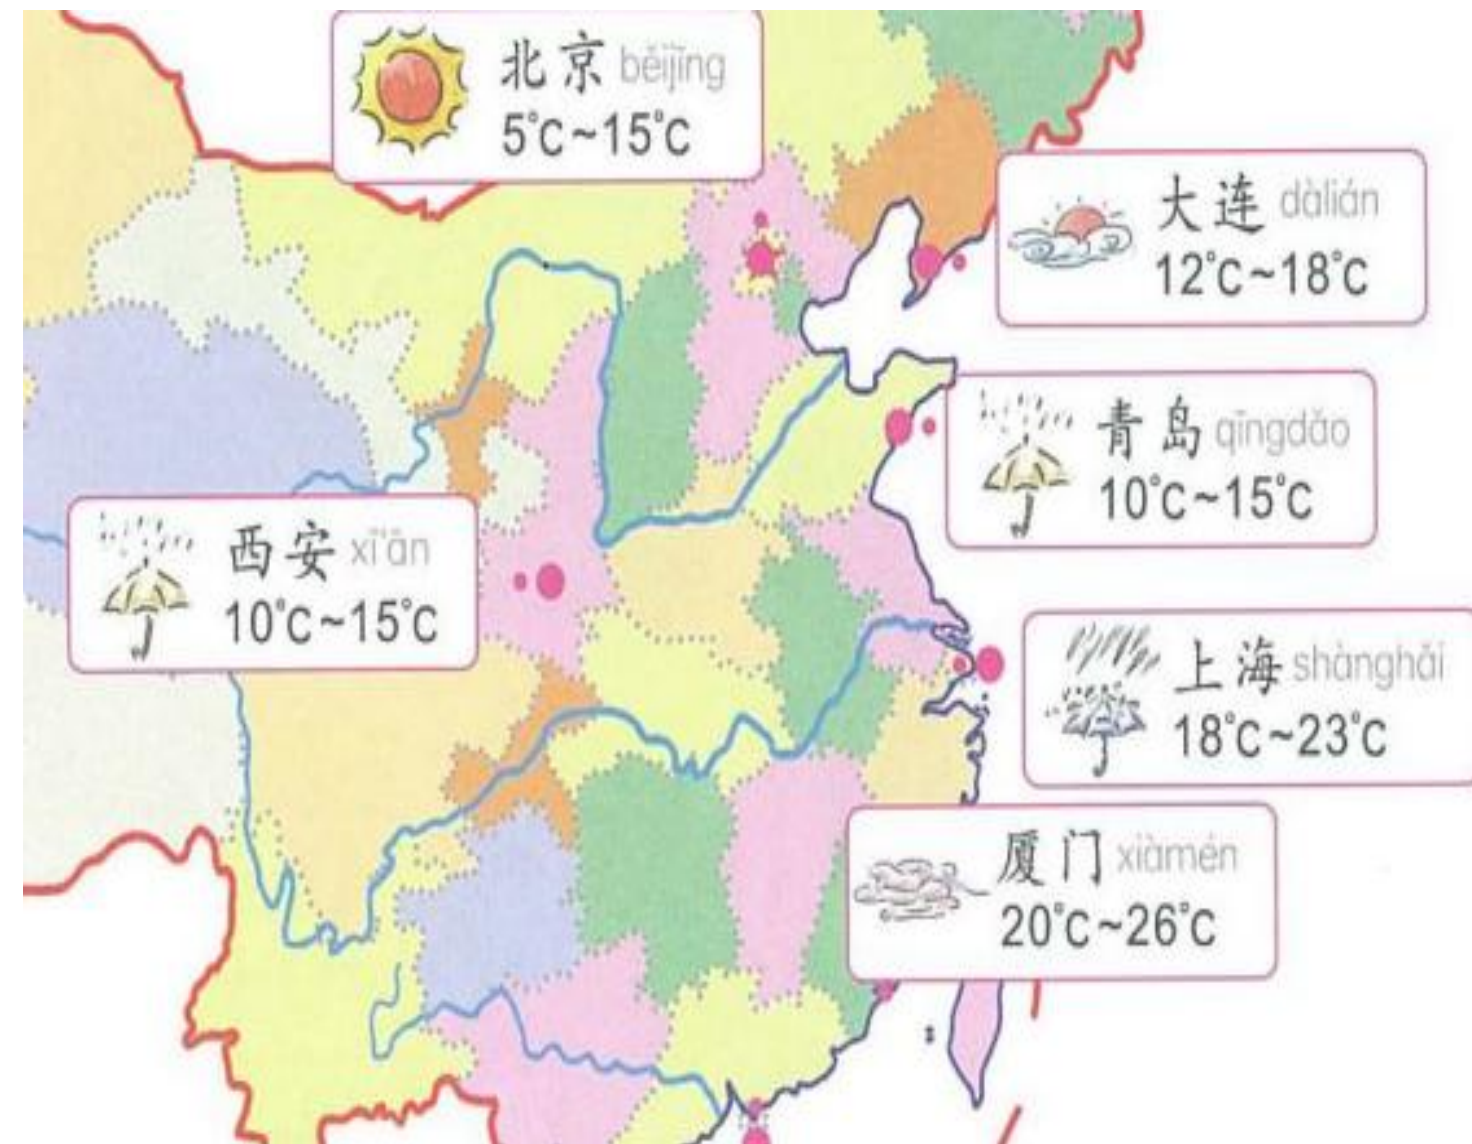 北京 běijīng
5℃~15℃
大连 dàlián
12℃~18℃
青岛 qīngdǎo
10℃~15℃
西安 xī'ān
10℃~15℃
上海 shànghǎi
18℃~23℃
厦门 xiàmén
20℃~26℃